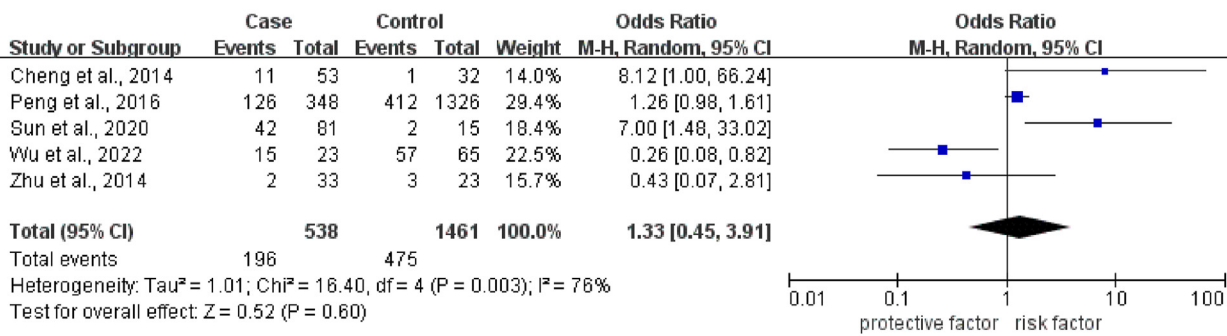 Case Control Odds Ratio Odds Ratio
Study or Subgroup Events Total Events Total Weight M-H, Random, 95% CI M-H, Random, 95% CI
Cheng et al., 2014 11 53 1 32 14.0% 8.12 [1.00, 66.24]
Peng et al., 2016 126 348 412 1326 29.4% 1.26 [0.98, 1.61]
Sun et al., 2020 42 81 2 15 18.4% 7.00 [1.48, 33.02]
Wu et al., 2022 15 23 57 65 22.5% 0.26 [0.08, 0.82]
Zhu et al., 2014 2 33 3 23 15.7% 0.43 [0.07, 2.81]
Total (95% CI) 538 1461 100.0% 1.33 [0.45, 3.91]
Total events 196 475
Heterogeneity: Tau² = 1.01; Chi² = 16.40, df = 4 (P = 0.003); I² = 76%
Test for overall effect: Z = 0.52 (P = 0.60)
0.01 0.1 1 10 100
protective factor risk factor